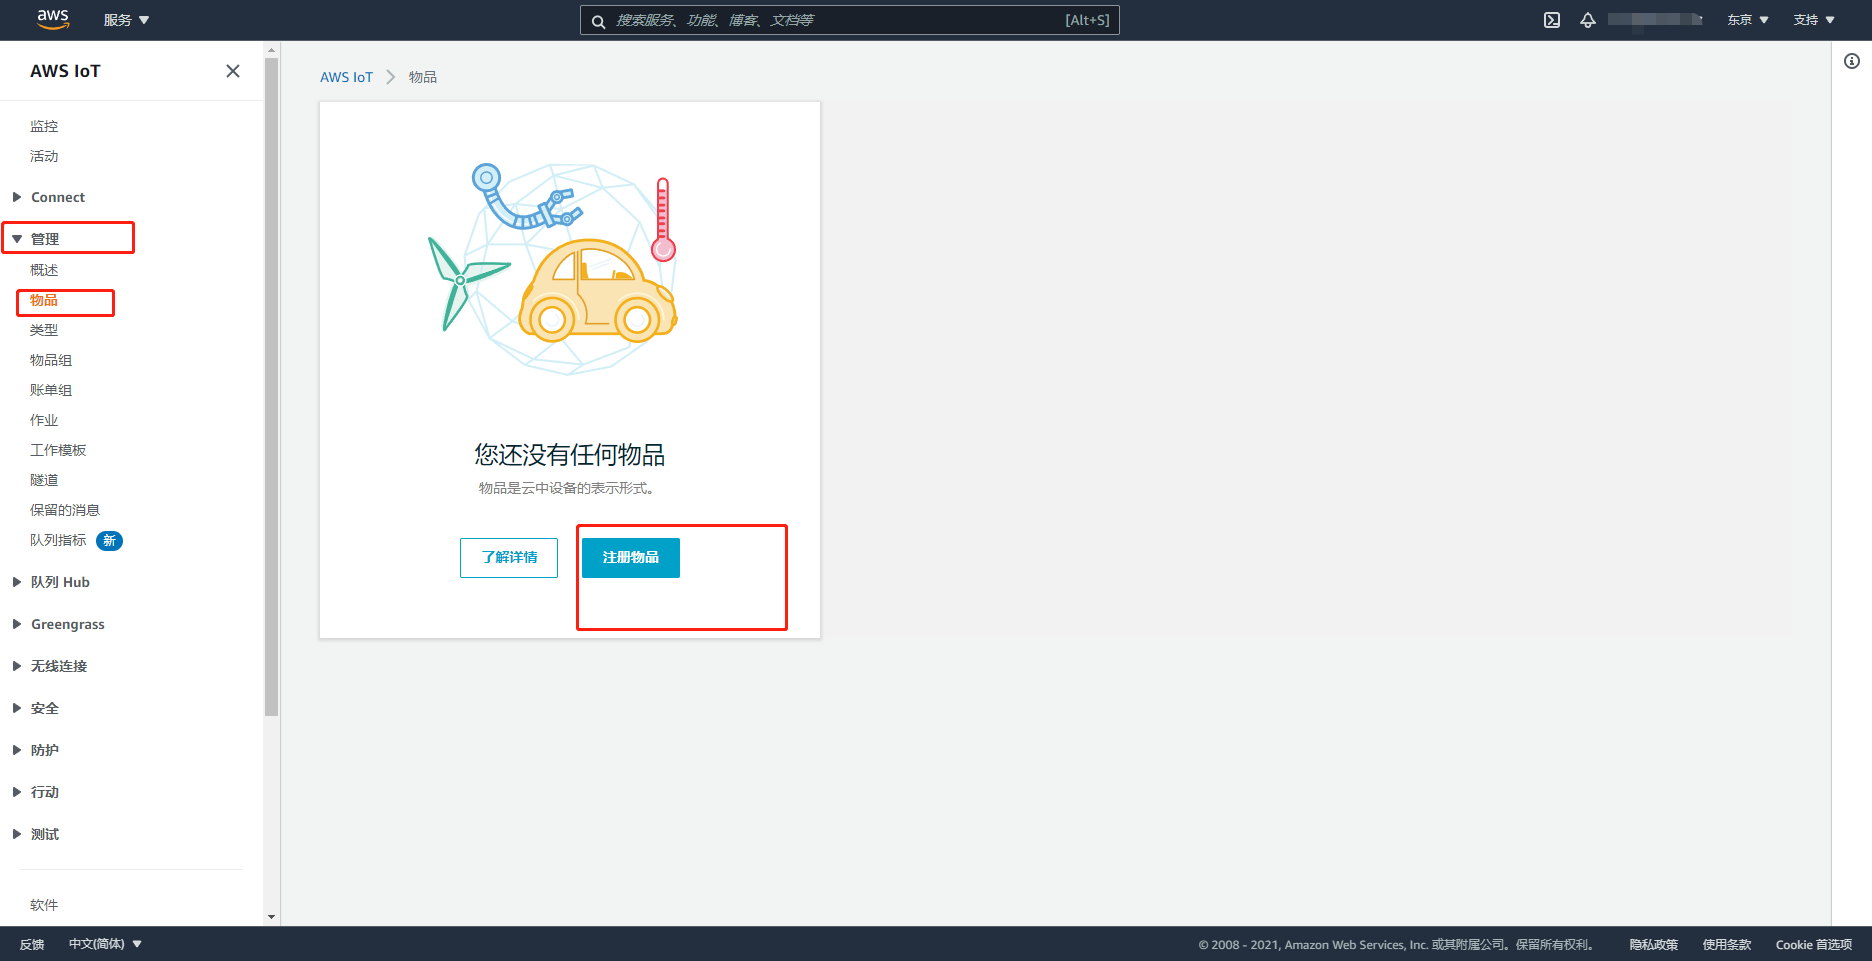 aws
服务
搜索服务、功能、博客、文档等
[Alt+S]
东京
支持
AWS IoT
监控
活动
Connect
管理
概述
物品
类型
物品组
账单组
作业
工作模板
隧道
保留的消息
队列指标 新
队列 Hub
Greengrass
无线连接
安全
防护
行动
测试
软件
AWS IoT
物品
您还没有任何物品
物品是云中设备的表示形式。
了解详情
注册物品
反馈
中文(简体)
© 2008 - 2021, Amazon Web Services, Inc. 或其附属公司。保留所有权利。
隐私政策
使用条款
Cookie 首选项